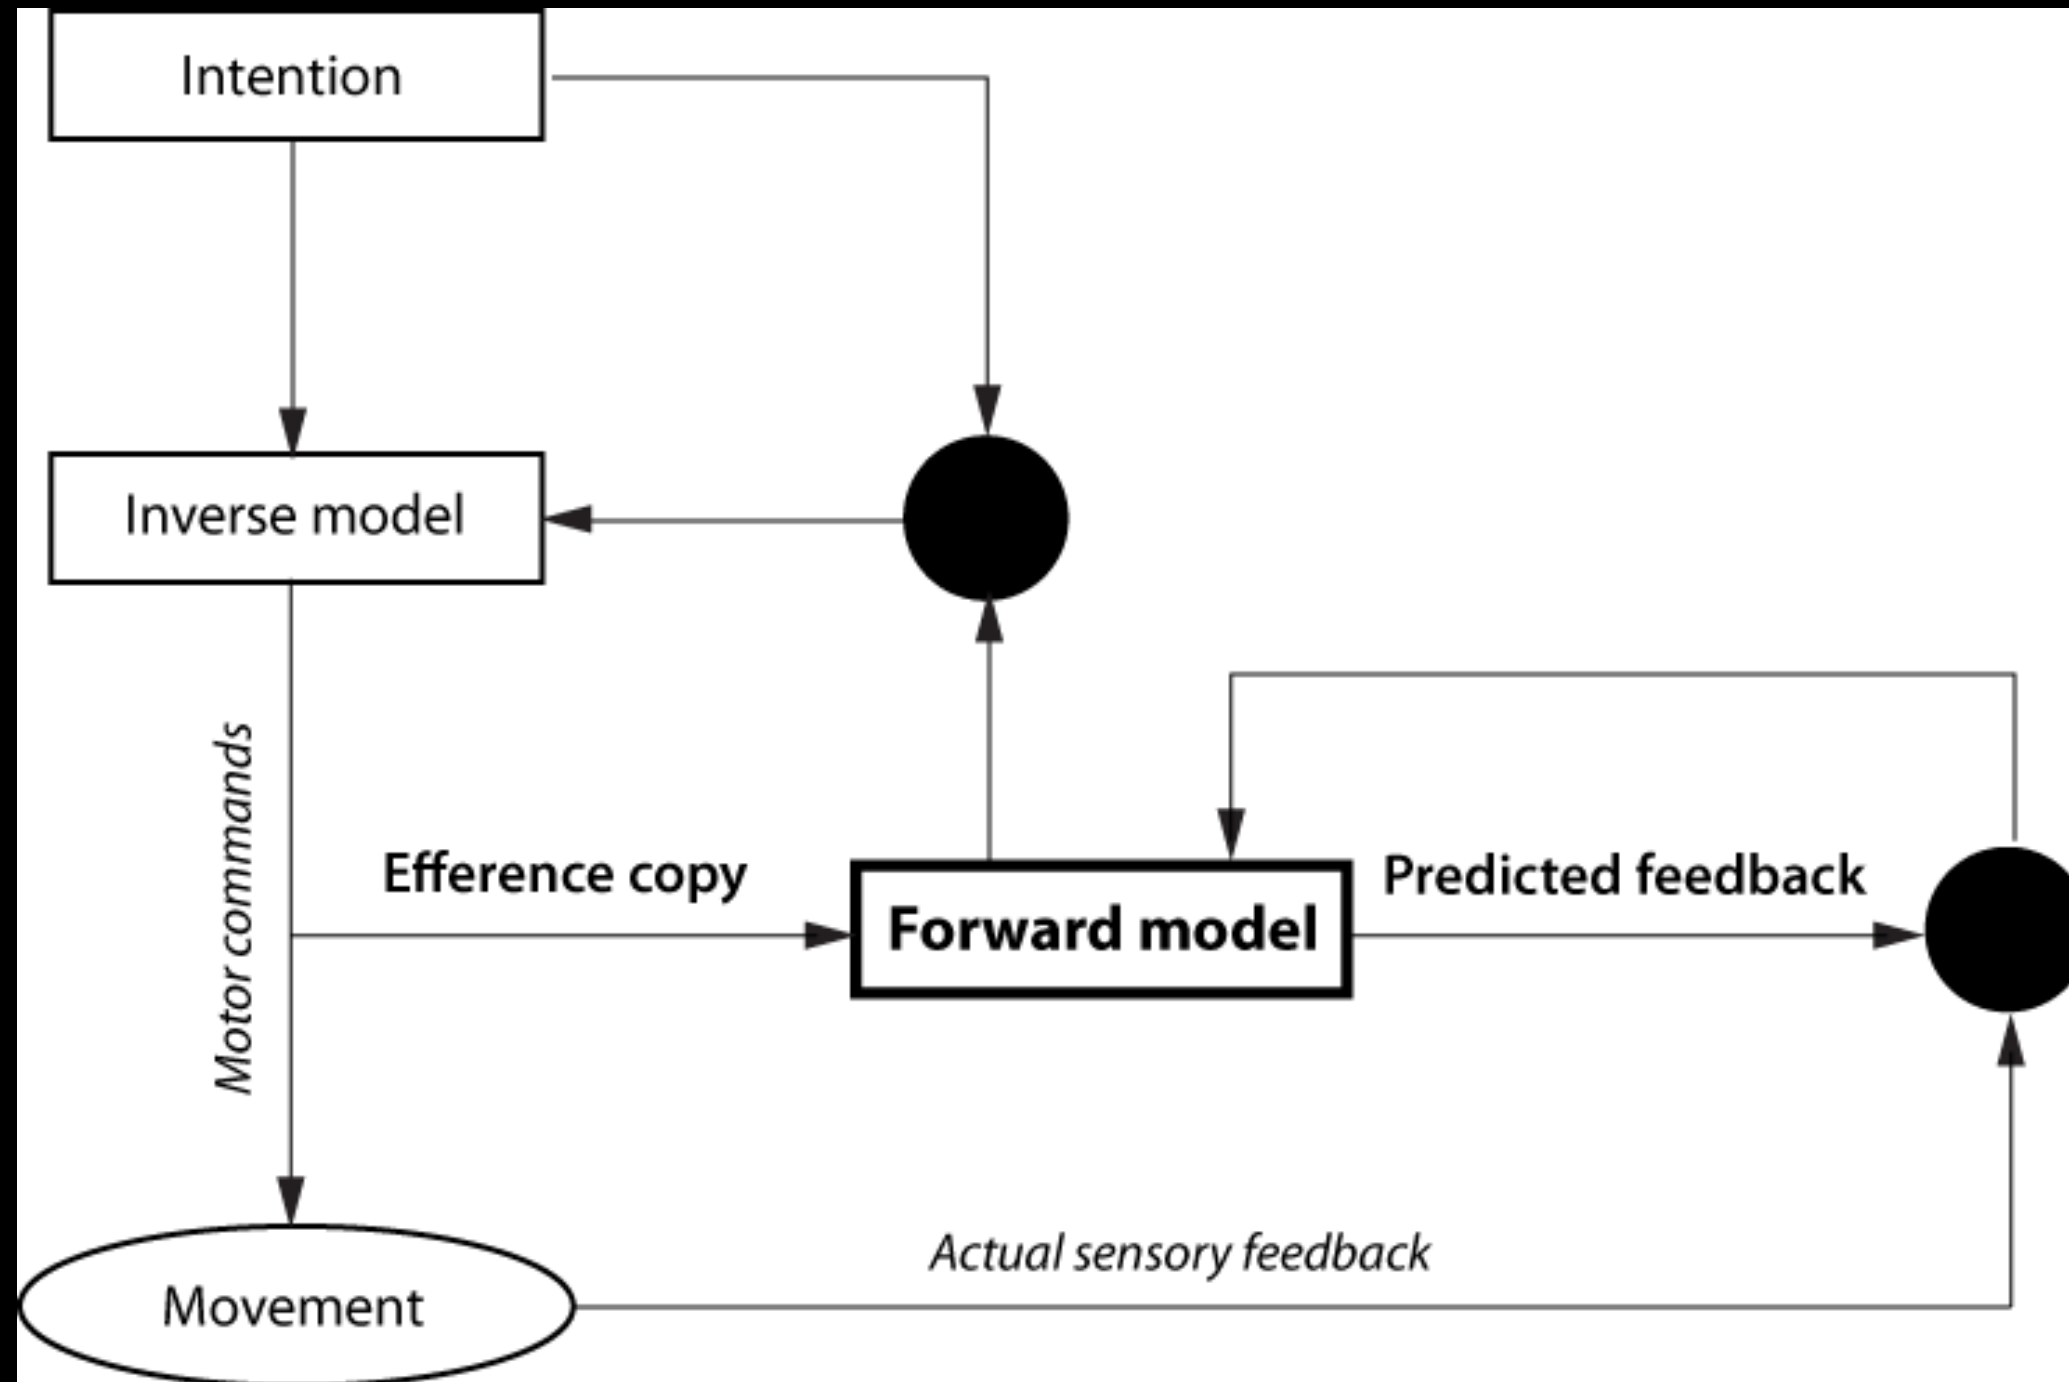 Intention
Inverse model
Motor commands
Efference copy
Forward model
Predicted feedback
Actual sensory feedback
Movement